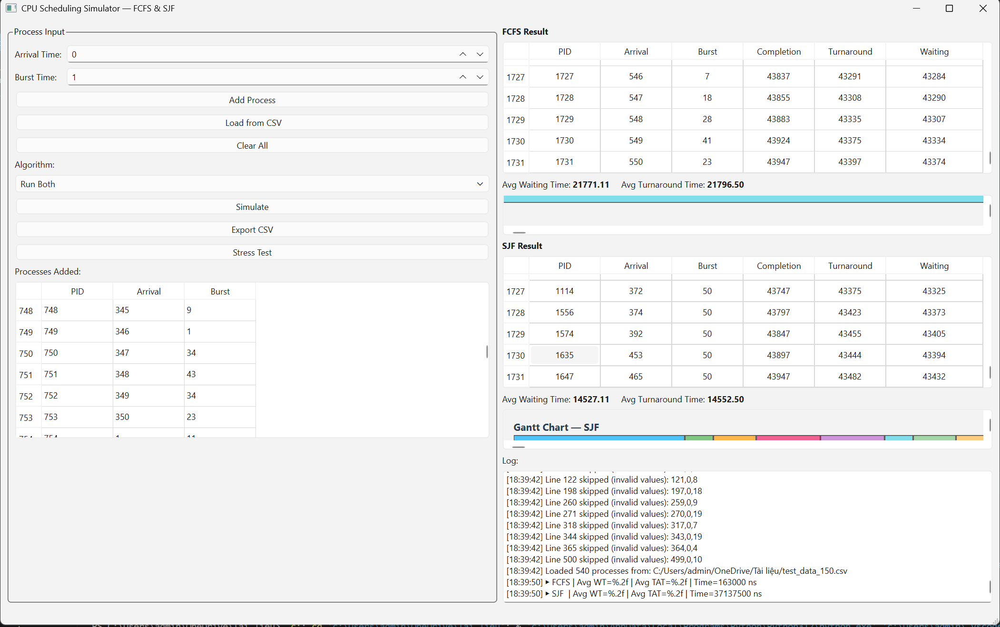 CPU Scheduling Simulator — FCFS & SJF
Process Input
Arrival Time: 0
Burst Time: 1
Add Process
Load from CSV
Clear All
Algorithm:
Run Both
Simulate
Export CSV
Stress Test
Processes Added:
PID Arrival Burst
748 748 345 9
749 749 346 1
750 750 347 34
751 751 348 43
752 752 349 34
753 753 350 23
754 754 1 11
FCFS Result
PID Arrival Burst Completion Turnaround Waiting
1727 1727 546 7 43837 43291 43284
1728 1728 547 18 43855 43308 43290
1729 1729 548 28 43883 43335 43307
1730 1730 549 41 43924 43375 43334
1731 1731 550 23 43947 43397 43374
Avg Waiting Time: 21771.11 Avg Turnaround Time: 21796.50
SJF Result
PID Arrival Burst Completion Turnaround Waiting
1727 1114 372 50 43747 43375 43325
1728 1556 374 50 43797 43423 43373
1729 1574 392 50 43847 43455 43405
1730 1635 453 50 43897 43444 43394
1731 1647 465 50 43947 43482 43432
Avg Waiting Time: 14527.11 Avg Turnaround Time: 14552.50
Gantt Chart — SJF
Log:
[18:39:42] Line 122 skipped (invalid values): 121,0,8
[18:39:42] Line 198 skipped (invalid values): 197,0,18
[18:39:42] Line 260 skipped (invalid values): 259,0,9
[18:39:42] Line 271 skipped (invalid values): 270,0,19
[18:39:42] Line 318 skipped (invalid values): 317,0,7
[18:39:42] Line 344 skipped (invalid values): 343,0,19
[18:39:42] Line 365 skipped (invalid values): 364,0,4
[18:39:42] Line 500 skipped (invalid values): 499,0,10
[18:39:42] Loaded 540 processes from: C:/Users/admin/OneDrive/Tài liệu/test_data_150.csv
[18:39:50] ▶ FCFS | Avg WT=%.2f | Avg TAT=%.2f | Time=163000 ns
[18:39:50] ▶ SJF | Avg WT=%.2f | Avg TAT=%.2f | Time=37137500 ns